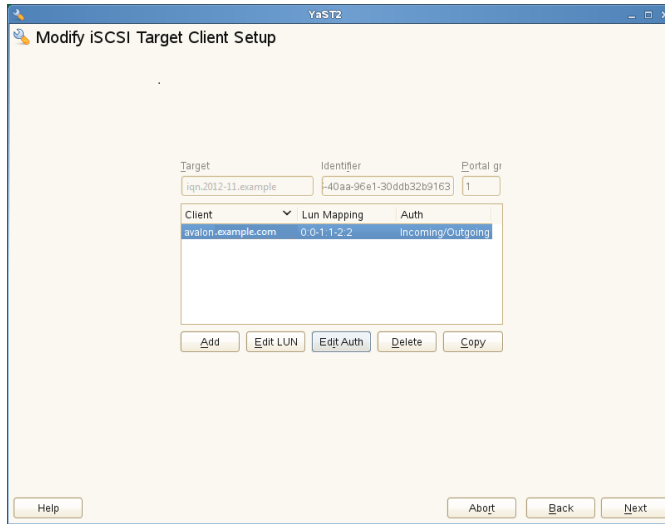 YaST2
Modify iSCSI Target Client Setup
Target Identifier Portal gr
iqn.2012-11.example -40aa-96e1-30ddb32b9163 1
Client Lun Mapping Auth
avalon.example.com 0:0-1:1-2:2 Incoming/Outgoing
Add Edit LUN Edit Auth Delete Copy
Help Abort Back Next